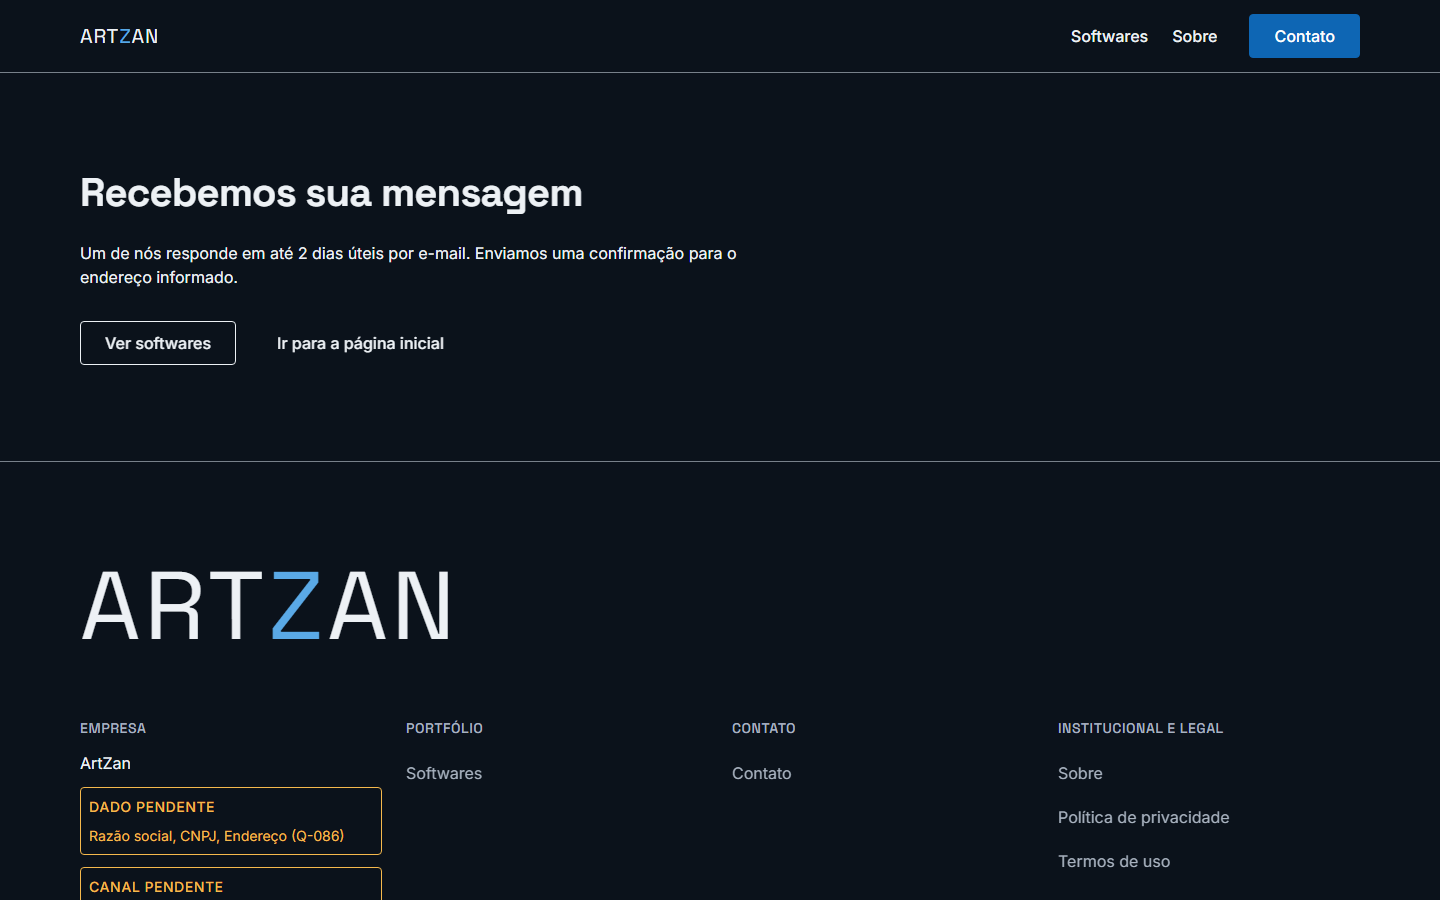 ARTZAN
Softwares
Sobre
Contato
Recebemos sua mensagem
Um de nós responde em até 2 dias úteis por e-mail. Enviamos uma confirmação para o
endereço informado.
Ver softwares
Ir para a página inicial
ARTZAN
EMPRESA
ArtZan
DADO PENDENTE
Razão social, CNPJ, Endereço (Q-086)
CANAL PENDENTE
PORTFÓLIO
Softwares
CONTATO
Contato
INSTITUCIONAL E LEGAL
Sobre
Política de privacidade
Termos de uso